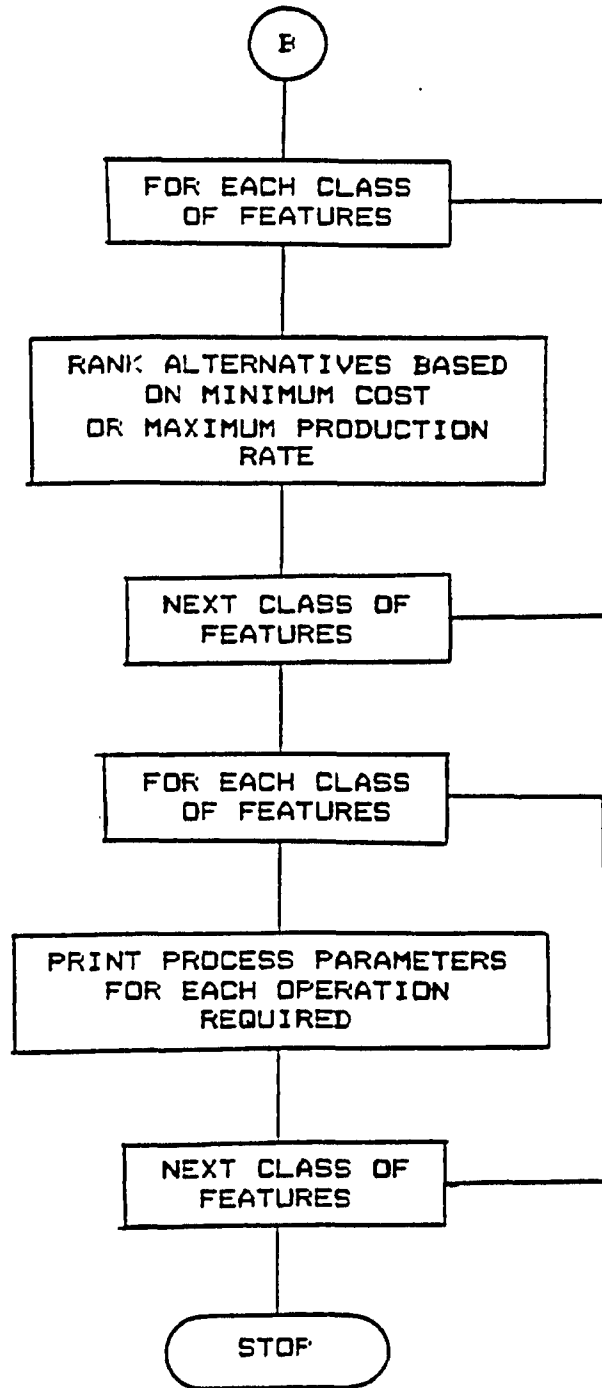 B
FOR EACH CLASS
OF FEATURES
RANK ALTERNATIVES BASED
ON MINIMUM COST
OR MAXIMUM PRODUCTION
RATE
NEXT CLASS OF
FEATURES
FOR EACH CLASS
OF FEATURES
PRINT PROCESS PARAMETERS
FOR EACH OPERATION
REQUIRED
NEXT CLASS OF
FEATURES
STOP